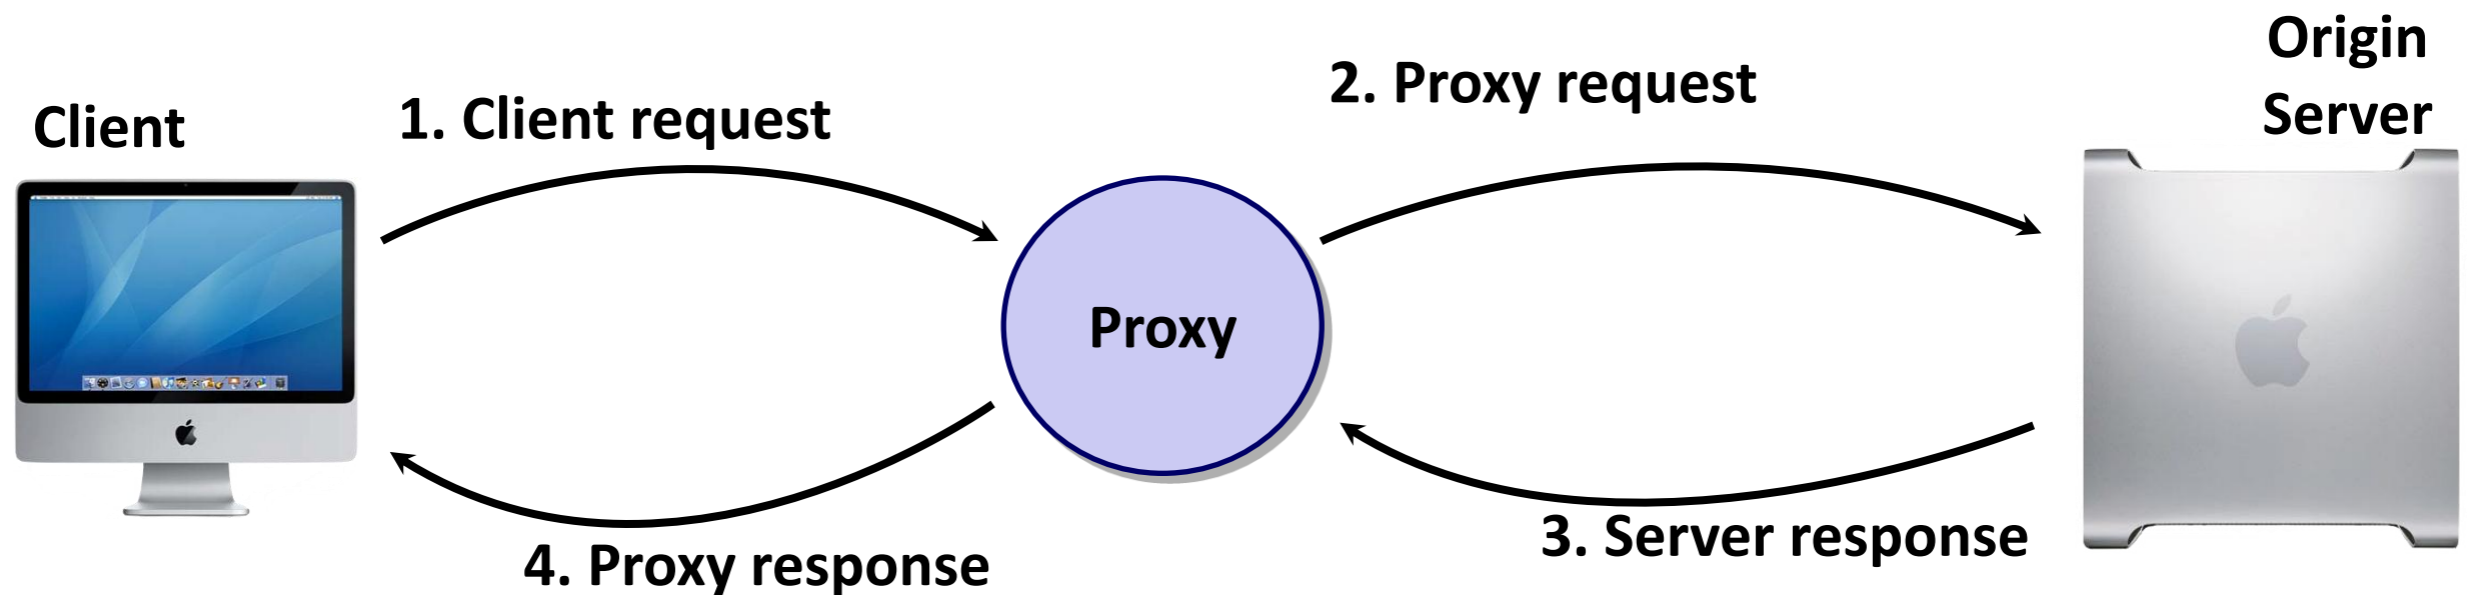 Client
1. Client request
2. Proxy request
Origin
Server
Proxy
3. Server response
4. Proxy response